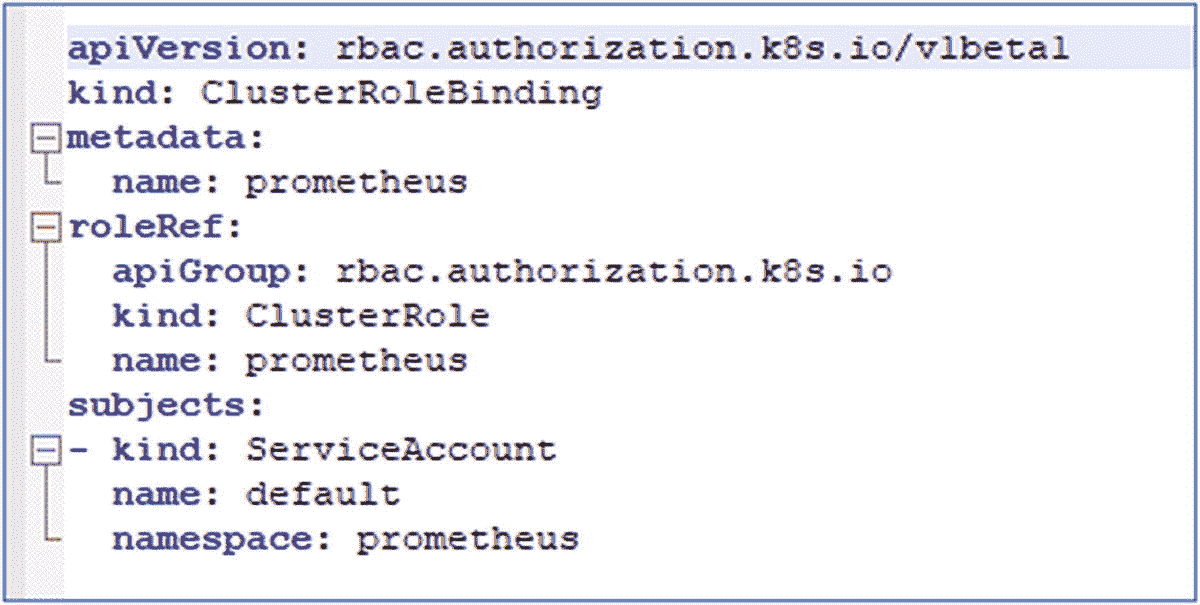 apiVersion: rbac.authorization.k8s.io/v1beta1
kind: ClusterRoleBinding
metadata:
  name: prometheus
roleRef:
  apiGroup: rbac.authorization.k8s.io
  kind: ClusterRole
  name: prometheus
subjects:
- kind: ServiceAccount
  name: default
  namespace: prometheus